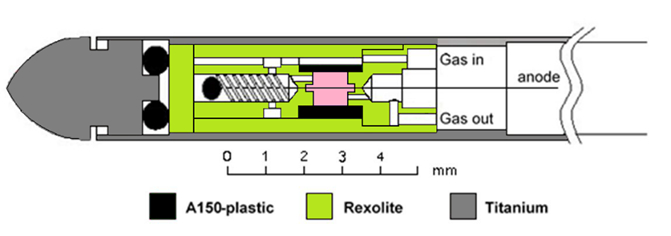 Gas in
anode
Gas out
0 1 2 3 4
mm
A150-plastic Rexolite Titanium